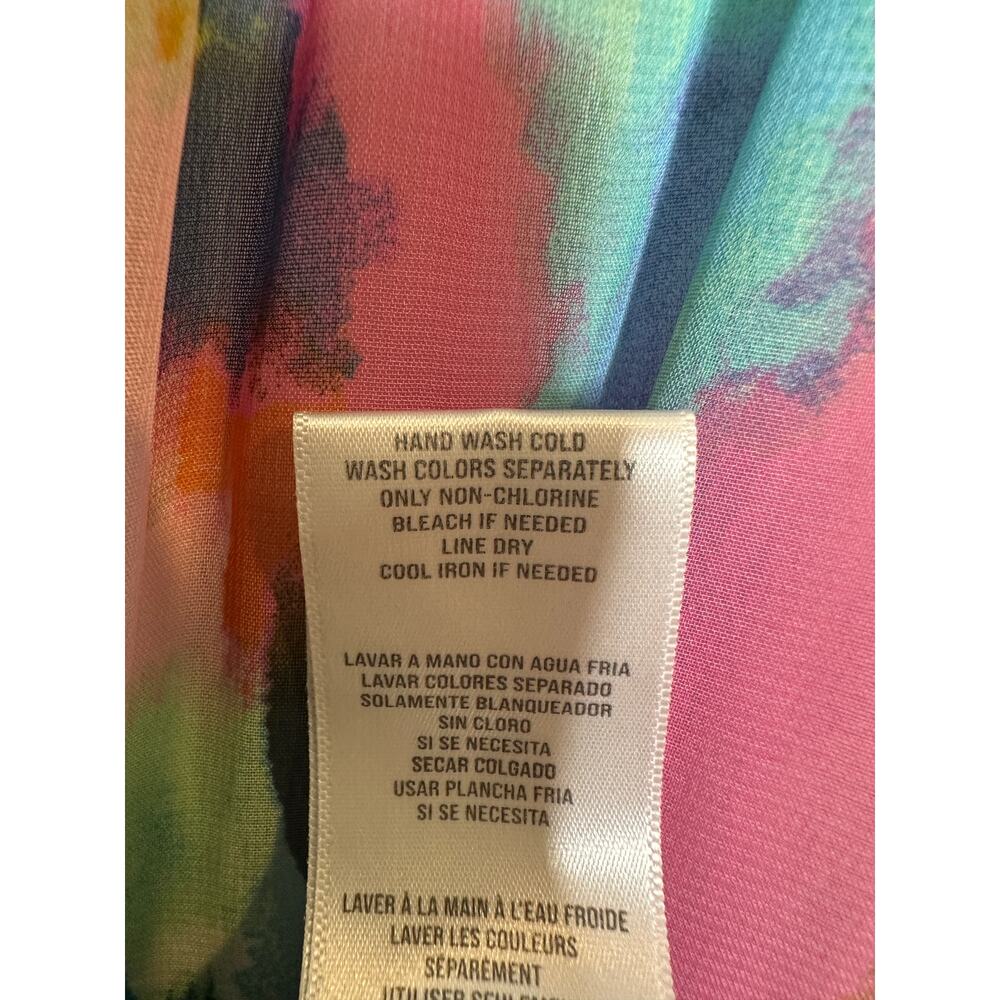 HAND WASH COLD
WASH COLORS SEPARATELY
ONLY NON-CHLORINE
BLEACH IF NEEDED
LINE DRY
COOL IRON IF NEEDED
LAVAR A MANO CON AGUA FRIA
LAVAR COLORES SEPARADO
SOLAMENTE BLANQUEADOR
SIN CLORO
SI SE NECESITA
SECAR COLGADO
USAR PLANCHA FRIA
SI SE NECESITA
LAVER À LA MAIN À L'EAU FROIDE
LAVER LES COULEURS
SÉPARÉMENT
UTILISER